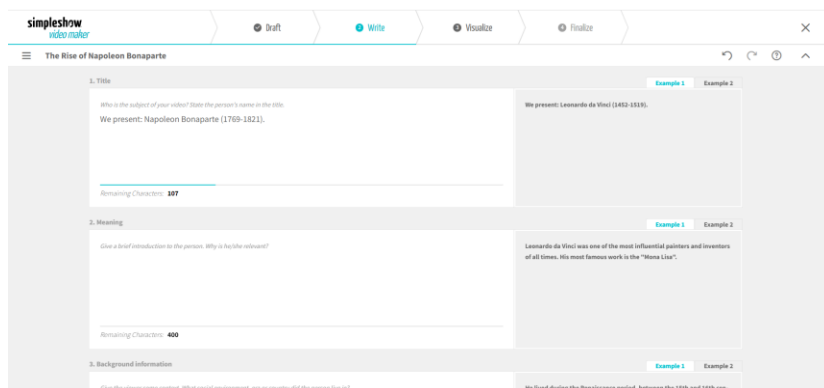 simpleshow
video maker
Draft
2 Write
3 Visualize
4 Finalize
The Rise of Napoleon Bonaparte
1. Title
Example 1 Example 2
Who is the subject of your video? State the person's name in the title.
We present: Napoleon Bonaparte (1769-1821).
We present: Leonardo da Vinci (1452-1519).
Remaining Characters: 107
2. Meaning
Example 1 Example 2
Give a brief introduction to the person. Why is he/she relevant?
Leonardo da Vinci was one of the most influential painters and inventors
of all times. His most famous work is the "Mona Lisa".
Remaining Characters: 400
3. Background information
Example 1 Example 2